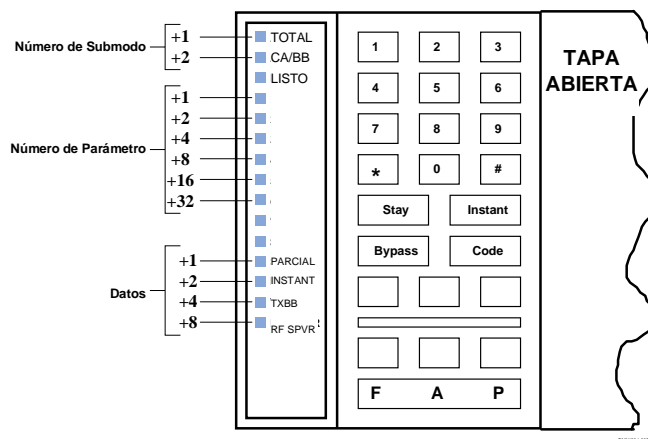 Número de Submodo
+1
+2
TOTAL
CA/BB
LISTO
Número de Parámetro
+1
+2
+4
+8
+16
+32
Datos
+1
+2
+4
+8
PARCIAL
INSTANT
TXBB
RF SPVR
1 2 3
4 5 6
7 8 9
* 0 #
Stay Instant
Bypass Code
F A P
TAPA
ABIERTA